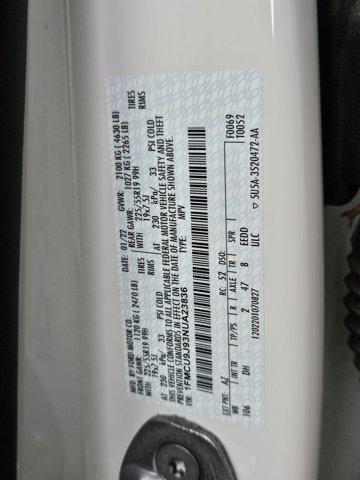 MFD. BY FORD MOTOR CO.
DATE: 01/22 GVWR: 2100 KG ( 4630 LB)
FRONT GAWR: 1120 KG ( 2470 LB) REAR GAWR: 1027 KG ( 2265 LB)
WITH 225/55R19 99H WITH 225/55R19 99H TIRES
19x7.5J 19x7.5J RIMS
AT 230 kPa/ 33 PSI COLD AT 230 kPa/ 33 PSI COLD
THIS VEHICLE CONFORMS TO ALL APPLICABLE FEDERAL MOTOR VEHICLE SAFETY AND THEFT
PREVENTION STANDARDS IN EFFECT ON THE DATE OF MANUFACTURE SHOWN ABOVE.
VIN: 1FMCU9J93NUA23836 TYPE: MPV
F0069
T0052
EXT PNT: AZ RC: 52 DSO:
WB INT TR TP/PS R AXLE TR SPR
106 DH 2 47 B EEDD
ULC
120220107082T
SU5A-3520472-AA